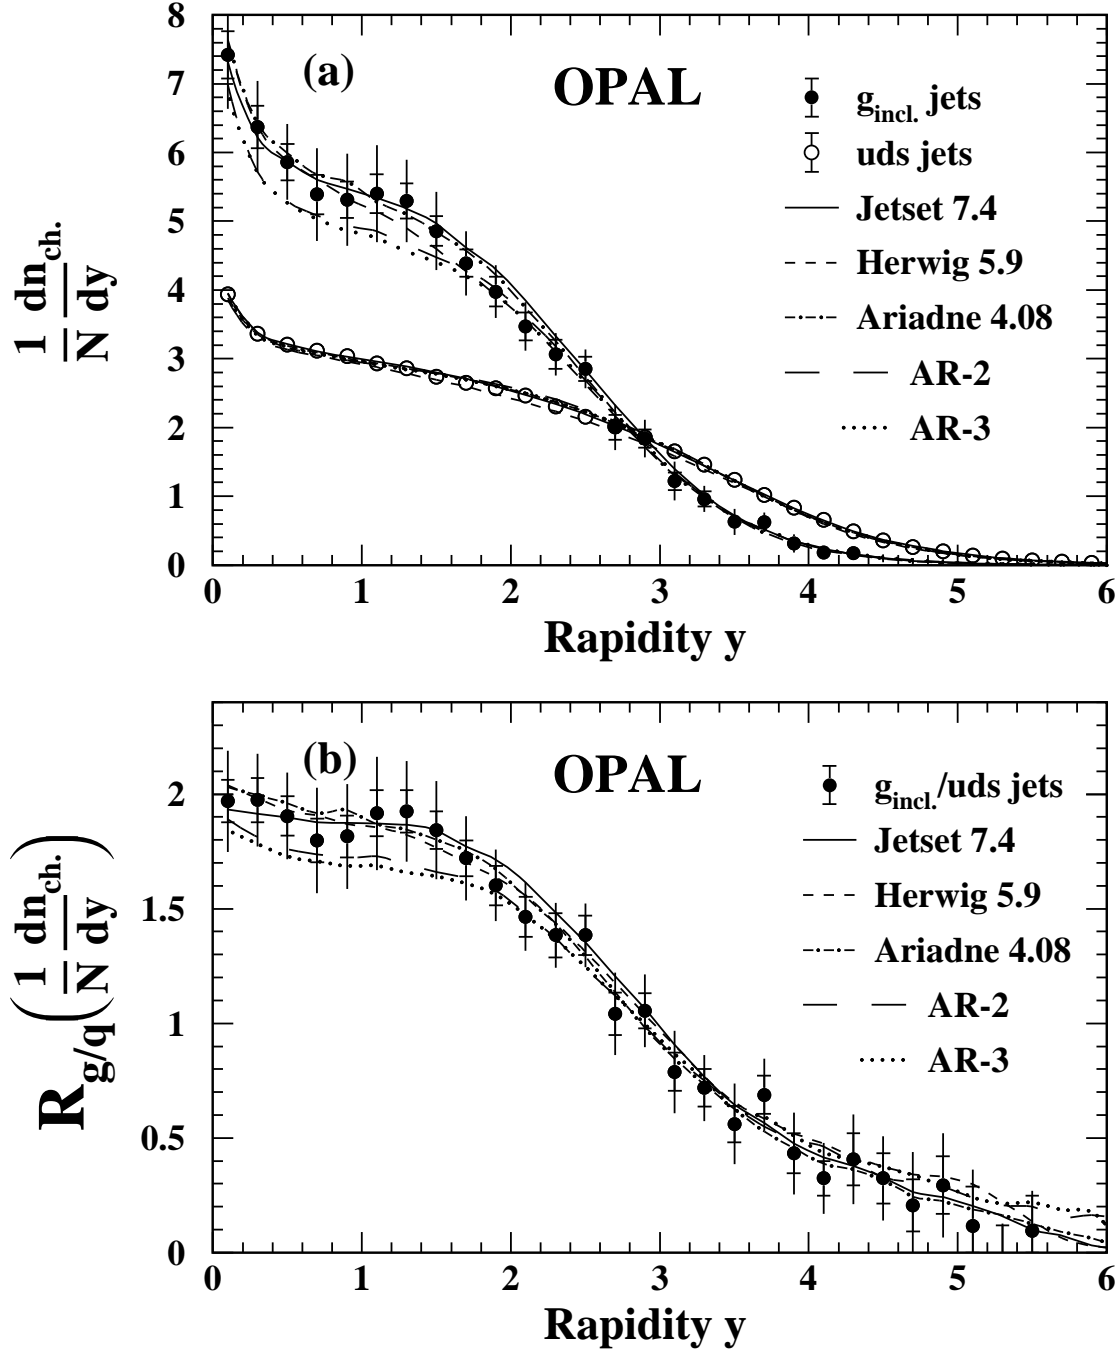 8
7
6
5
4
3
2
1
0
0 1 2 3 4 5 6
(a) OPAL
g_incl. jets
uds jets
Jetset 7.4
Herwig 5.9
Ariadne 4.08
AR-2
AR-3
1 dn_ch.
N dy
Rapidity y
2
1.5
1
0.5
0
0 1 2 3 4 5 6
(b) OPAL
g_incl./uds jets
Jetset 7.4
Herwig 5.9
Ariadne 4.08
AR-2
AR-3
R_g/q ( 1 dn_ch.
N dy )
Rapidity y